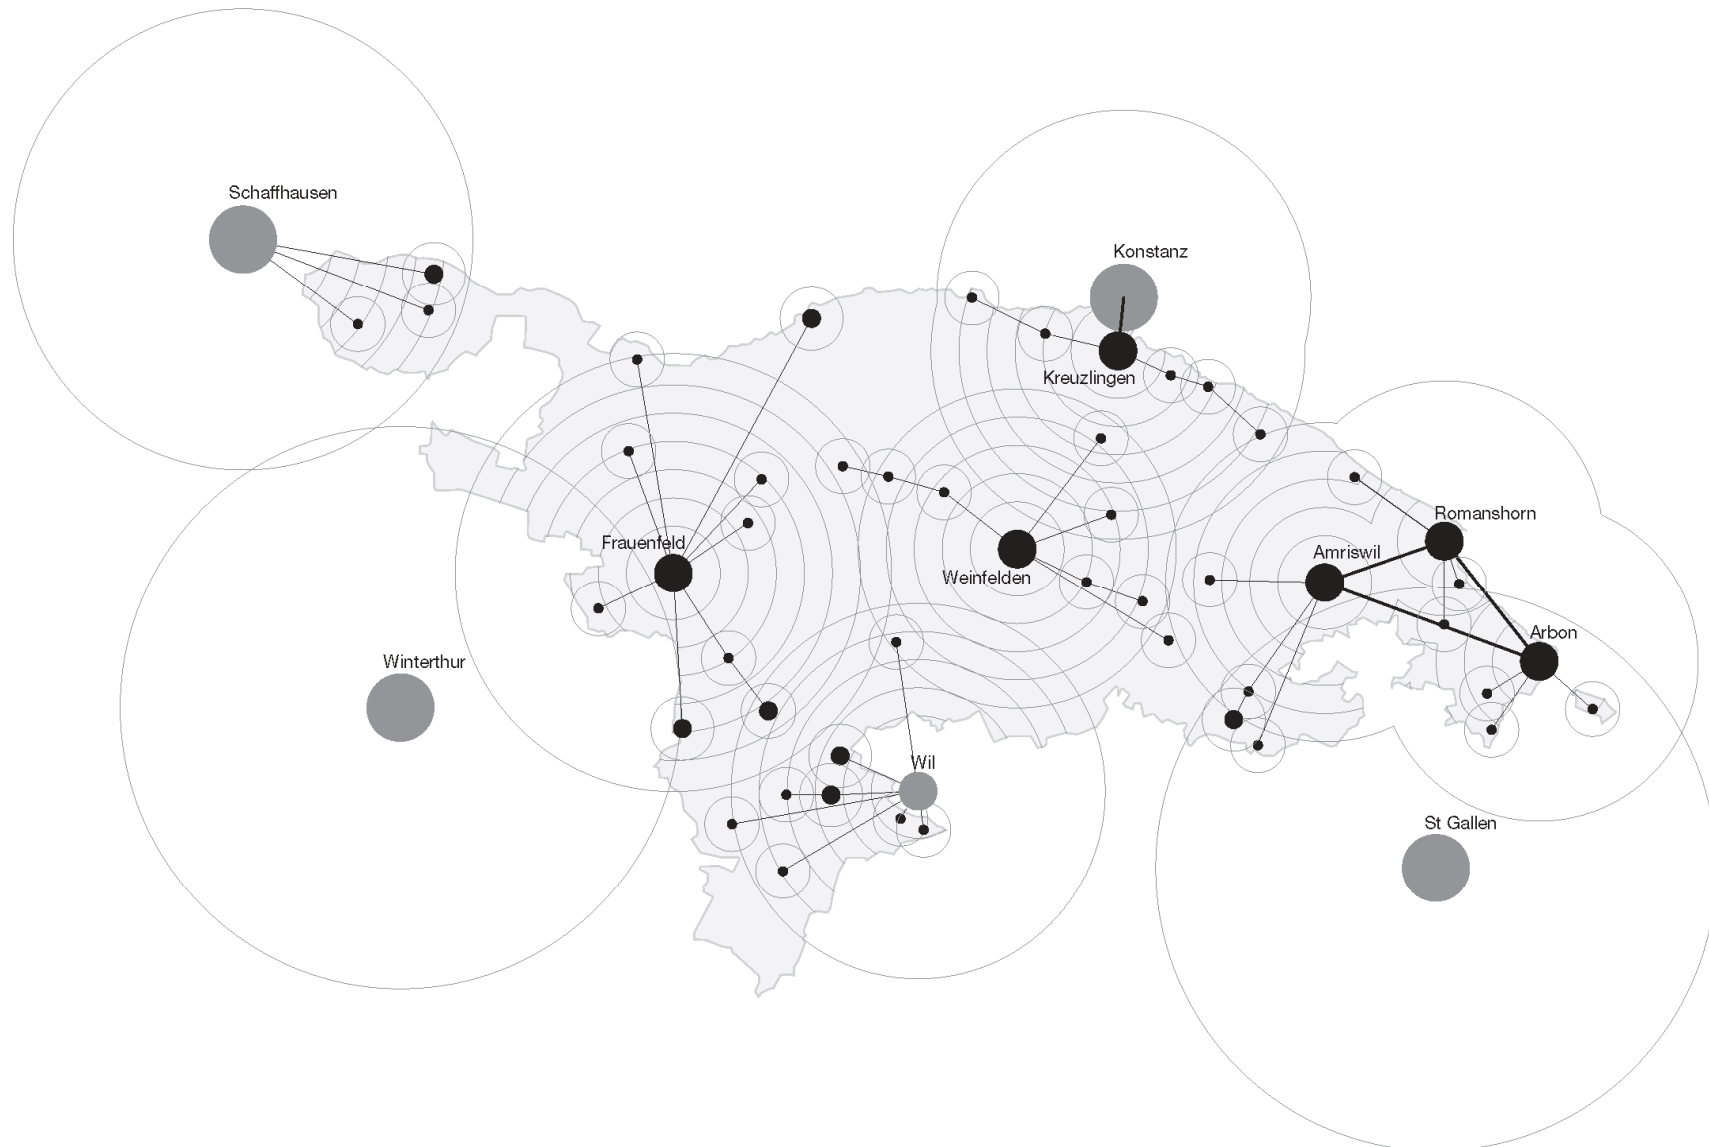 Schaffhausen
Konstanz
Kreuzlingen
Romanshorn
Frauenfeld
Amriswil
Weinfelden
Arbon
Winterthur
Wil
St Gallen